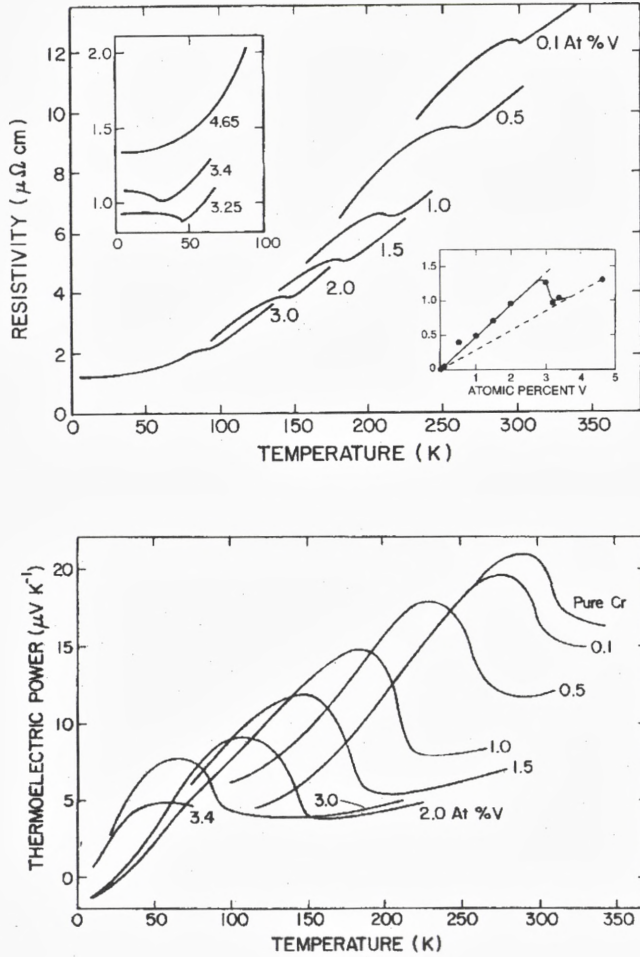 RESISTIVITY (μΩ cm)
12
10
8
6
4
2
0
0 50 100 150 200 250 300 350
TEMPERATURE (K)
0.1 At %V
0.5
1.0
1.5
2.0
3.0
2.0
1.5
1.0
0 50 100
4.65
3.4
3.25
1.5
1.0
0.5
0
0 1 2 3 4 5
ATOMIC PERCENT V
THERMOELECTRIC POWER (μV K⁻¹)
20
15
10
5
0
0 50 100 150 200 250 300 350
TEMPERATURE (K)
Pure Cr
0.1
0.5
1.0
1.5
3.0
2.0 At %V
3.4